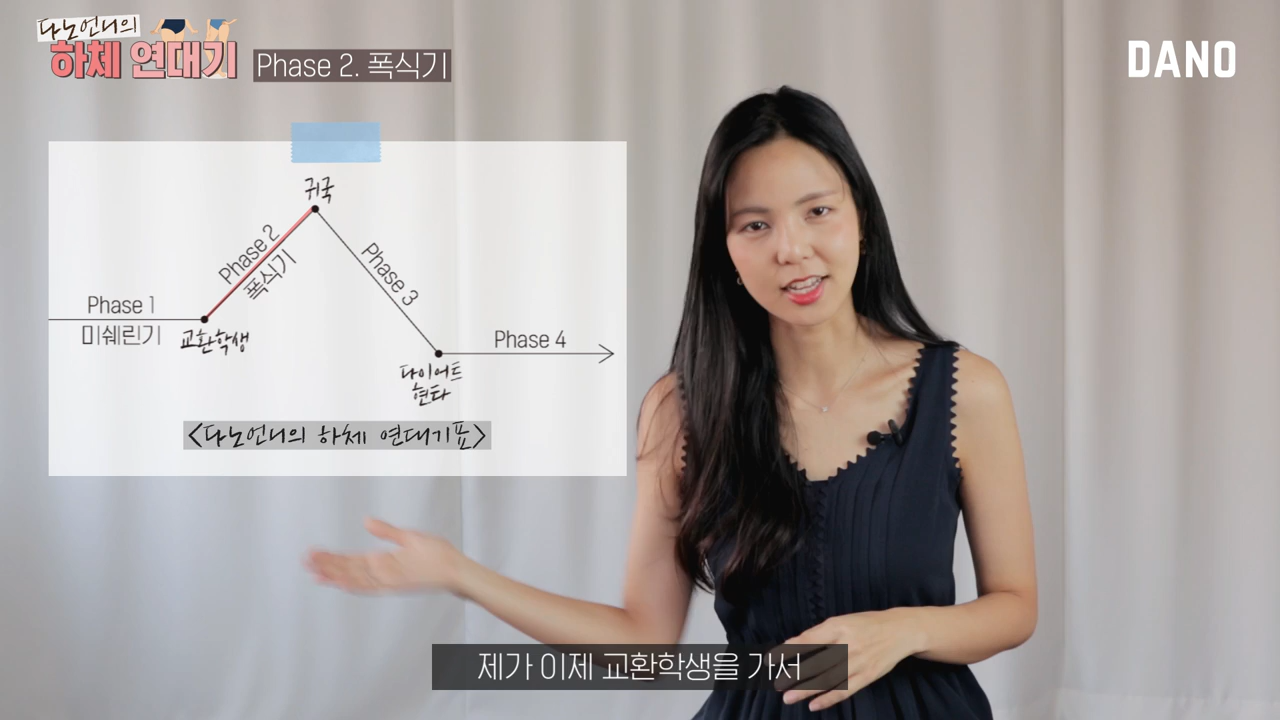 다노언니의
하체 연대기
Phase 2. 폭식기
DANO
귀국
Phase 2
폭식기
Phase 3
Phase 1
미쉐린기
교환학생
Phase 4
다이어트
현타
<다노언니의 하체 연대기표>
제가 이제 교환학생을 가서